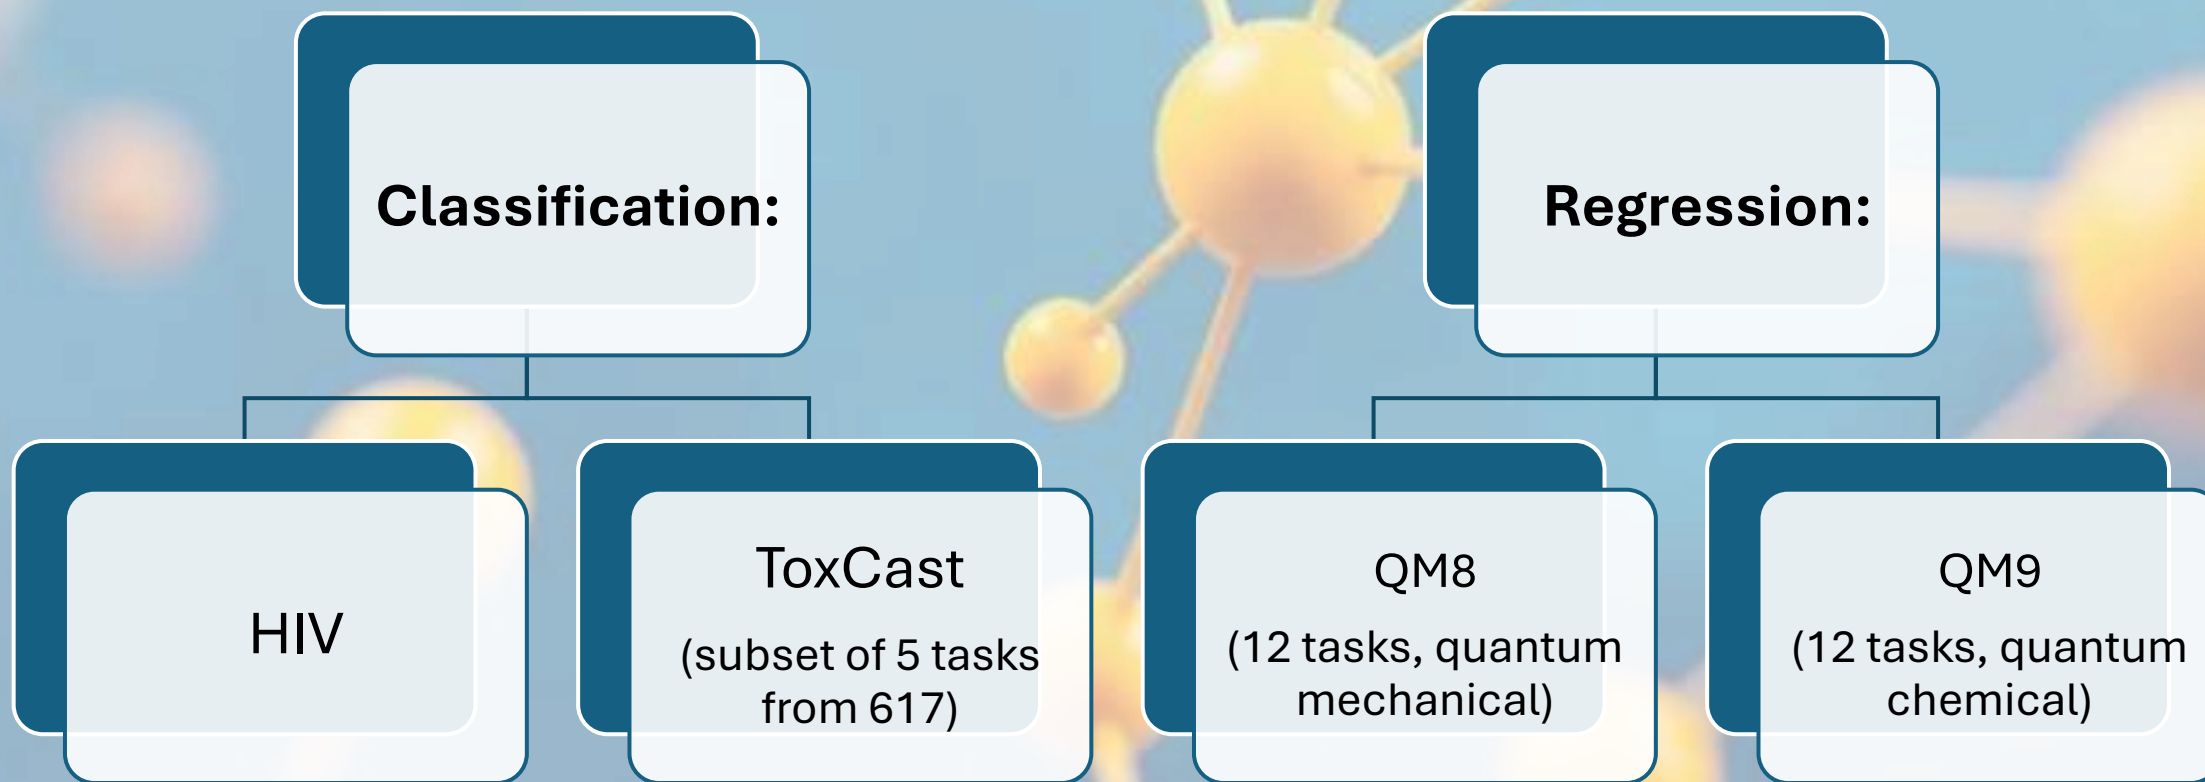 Classification:
Regression:
HIV
ToxCast
(subset of 5 tasks
from 617)
QM8
(12 tasks, quantum
mechanical)
QM9
(12 tasks, quantum
chemical)